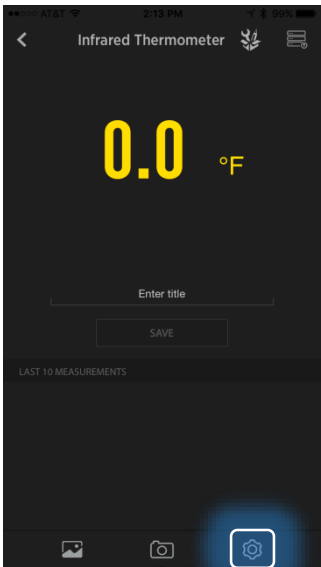 AT&T 2:13 PM 99%
Infrared Thermometer
0.0 °F
Enter title
SAVE
LAST 10 MEASUREMENTS